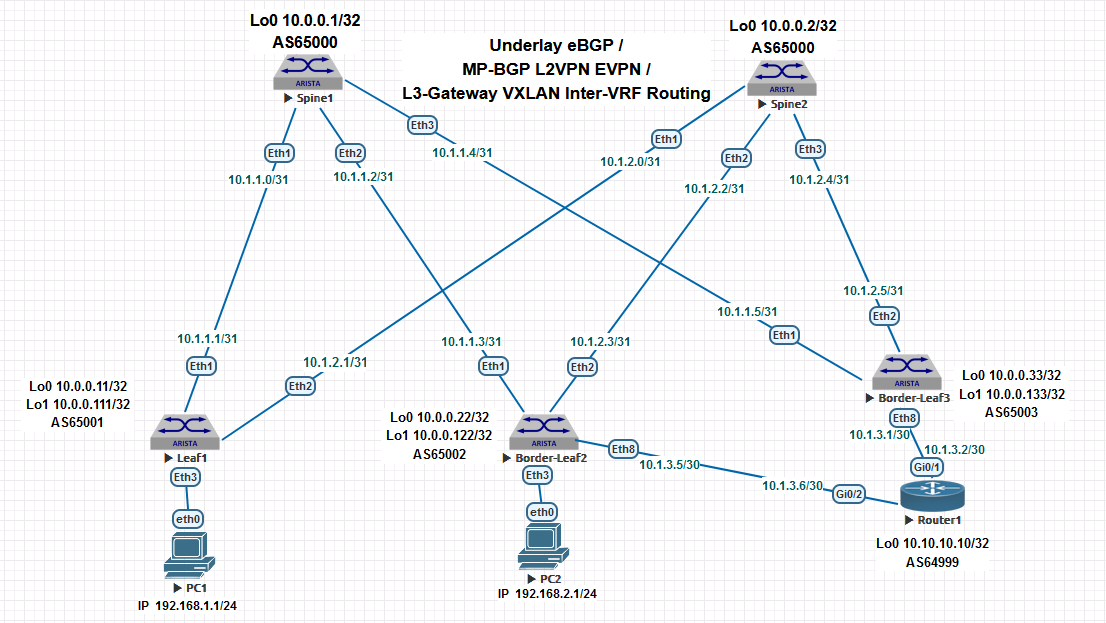 Lo0 10.0.0.1/32
AS65000
Lo0 10.0.0.2/32
AS65000
Underlay eBGP /
MP-BGP L2VPN EVPN /
L3-Gateway VXLAN Inter-VRF Routing
ARISTA
Spine1
ARISTA
Spine2
Eth3
Eth1
Eth1
Eth2
Eth2
Eth3
10.1.1.4/31
10.1.2.0/31
10.1.1.0/31
10.1.1.2/31
10.1.2.2/31
10.1.2.4/31
10.1.2.5/31
10.1.1.5/31
Eth2
Eth1
10.1.1.1/31
10.1.2.1/31
10.1.1.3/31
10.1.2.3/31
Eth1
Eth2
Eth1
Eth2
Lo0 10.0.0.11/32
Lo1 10.0.0.111/32
AS65001
ARISTA
Leaf1
Lo0 10.0.0.22/32
Lo1 10.0.0.122/32
AS65002
ARISTA
Border-Leaf2
ARISTA
Border-Leaf3
Lo0 10.0.0.33/32
Lo1 10.0.0.133/32
AS65003
Eth8
10.1.3.1/30
10.1.3.2/30
Gi0/1
Eth8
10.1.3.5/30
10.1.3.6/30
Gi0/2
Router1
Lo0 10.10.10.10/32
AS64999
Eth3
eth0
PC1
IP 192.168.1.1/24
Eth3
eth0
PC2
IP 192.168.2.1/24